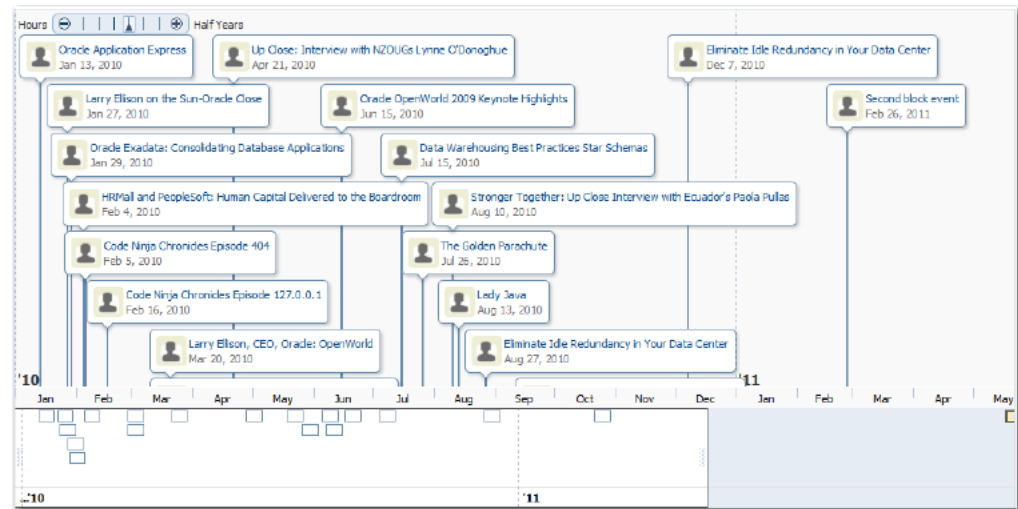 Hours Half Years
Oracle Application Express
Jan 13, 2010
Up Close: Interview with NZOUGs Lynne O'Donoghue
Apr 21, 2010
Eliminate Idle Redundancy in Your Data Center
Dec 7, 2010
Larry Ellison on the Sun-Oracle Close
Jan 27, 2010
Oracle OpenWorld 2009 Keynote Highlights
Jun 15, 2010
Second block event
Feb 26, 2011
Oracle Exadata: Consolidating Database Applications
Jan 29, 2010
Data Warehousing Best Practices Star Schemas
Jul 15, 2010
HRMall and PeopleSoft: Human Capital Delivered to the Boardroom
Feb 4, 2010
Stronger Together: Up Close Interview with Ecuador's Paola Pullas
Aug 10, 2010
Code Ninja Chronicles Episode 404
Feb 5, 2010
The Golden Parachute
Jul 26, 2010
Code Ninja Chronicles Episode 127.0.0.1
Feb 16, 2010
Lady Java
Aug 13, 2010
Larry Ellison, CEO, Oracle: OpenWorld
Mar 20, 2010
Eliminate Idle Redundancy in Your Data Center
Aug 27, 2010
'10 '11
Jan Feb Mar Apr May Jun Jul Aug Sep Oct Nov Dec Jan Feb Mar Apr May
..'10 '11